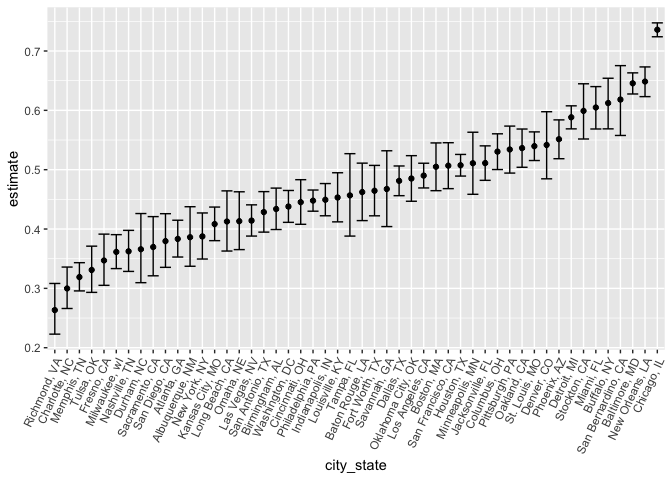 0.7
0.6
estimate
0.5
0.4
0.3
0.2
Richmond, VA
Charlotte, NC
Memphis, TN
Tulsa, OK
Fresno, CA
Milwaukee, wI
Nashville, TN
Durham, NC
Sacramento, CA
San Diego, CA
Atlanta, GA
Albuquerque, NM
New York, NY
Kansas City, MO
Long Beach, CA
Omaha, NE
Las Vegas, NV
San Antonio, TX
Birmingham, AL
Washington, DC
Cincinnati, OH
Philadelphia, PA
Indianapolis, IN
Louisville, KY
Tampa, FL
Baton Rouge, LA
Fort Worth, TX
Savannah, GA
Dallas, TX
Oklahoma City, OK
Los Angeles, CA
Boston, MA
San Francisco, CA
Houston, TX
Minneapolis, MN
Jacksonville, FL
Columbus, OH
Pittsburgh, PA
Oakland, CA
St. Louis, MO
Denver, CO
Phoenix, AZ
Detroit, MI
Stockton, CA
Miami, FL
Buffalo, NY
San Bernardino, CA
Baltimore, MD
New Orleans, LA
Chicago, IL
city_state